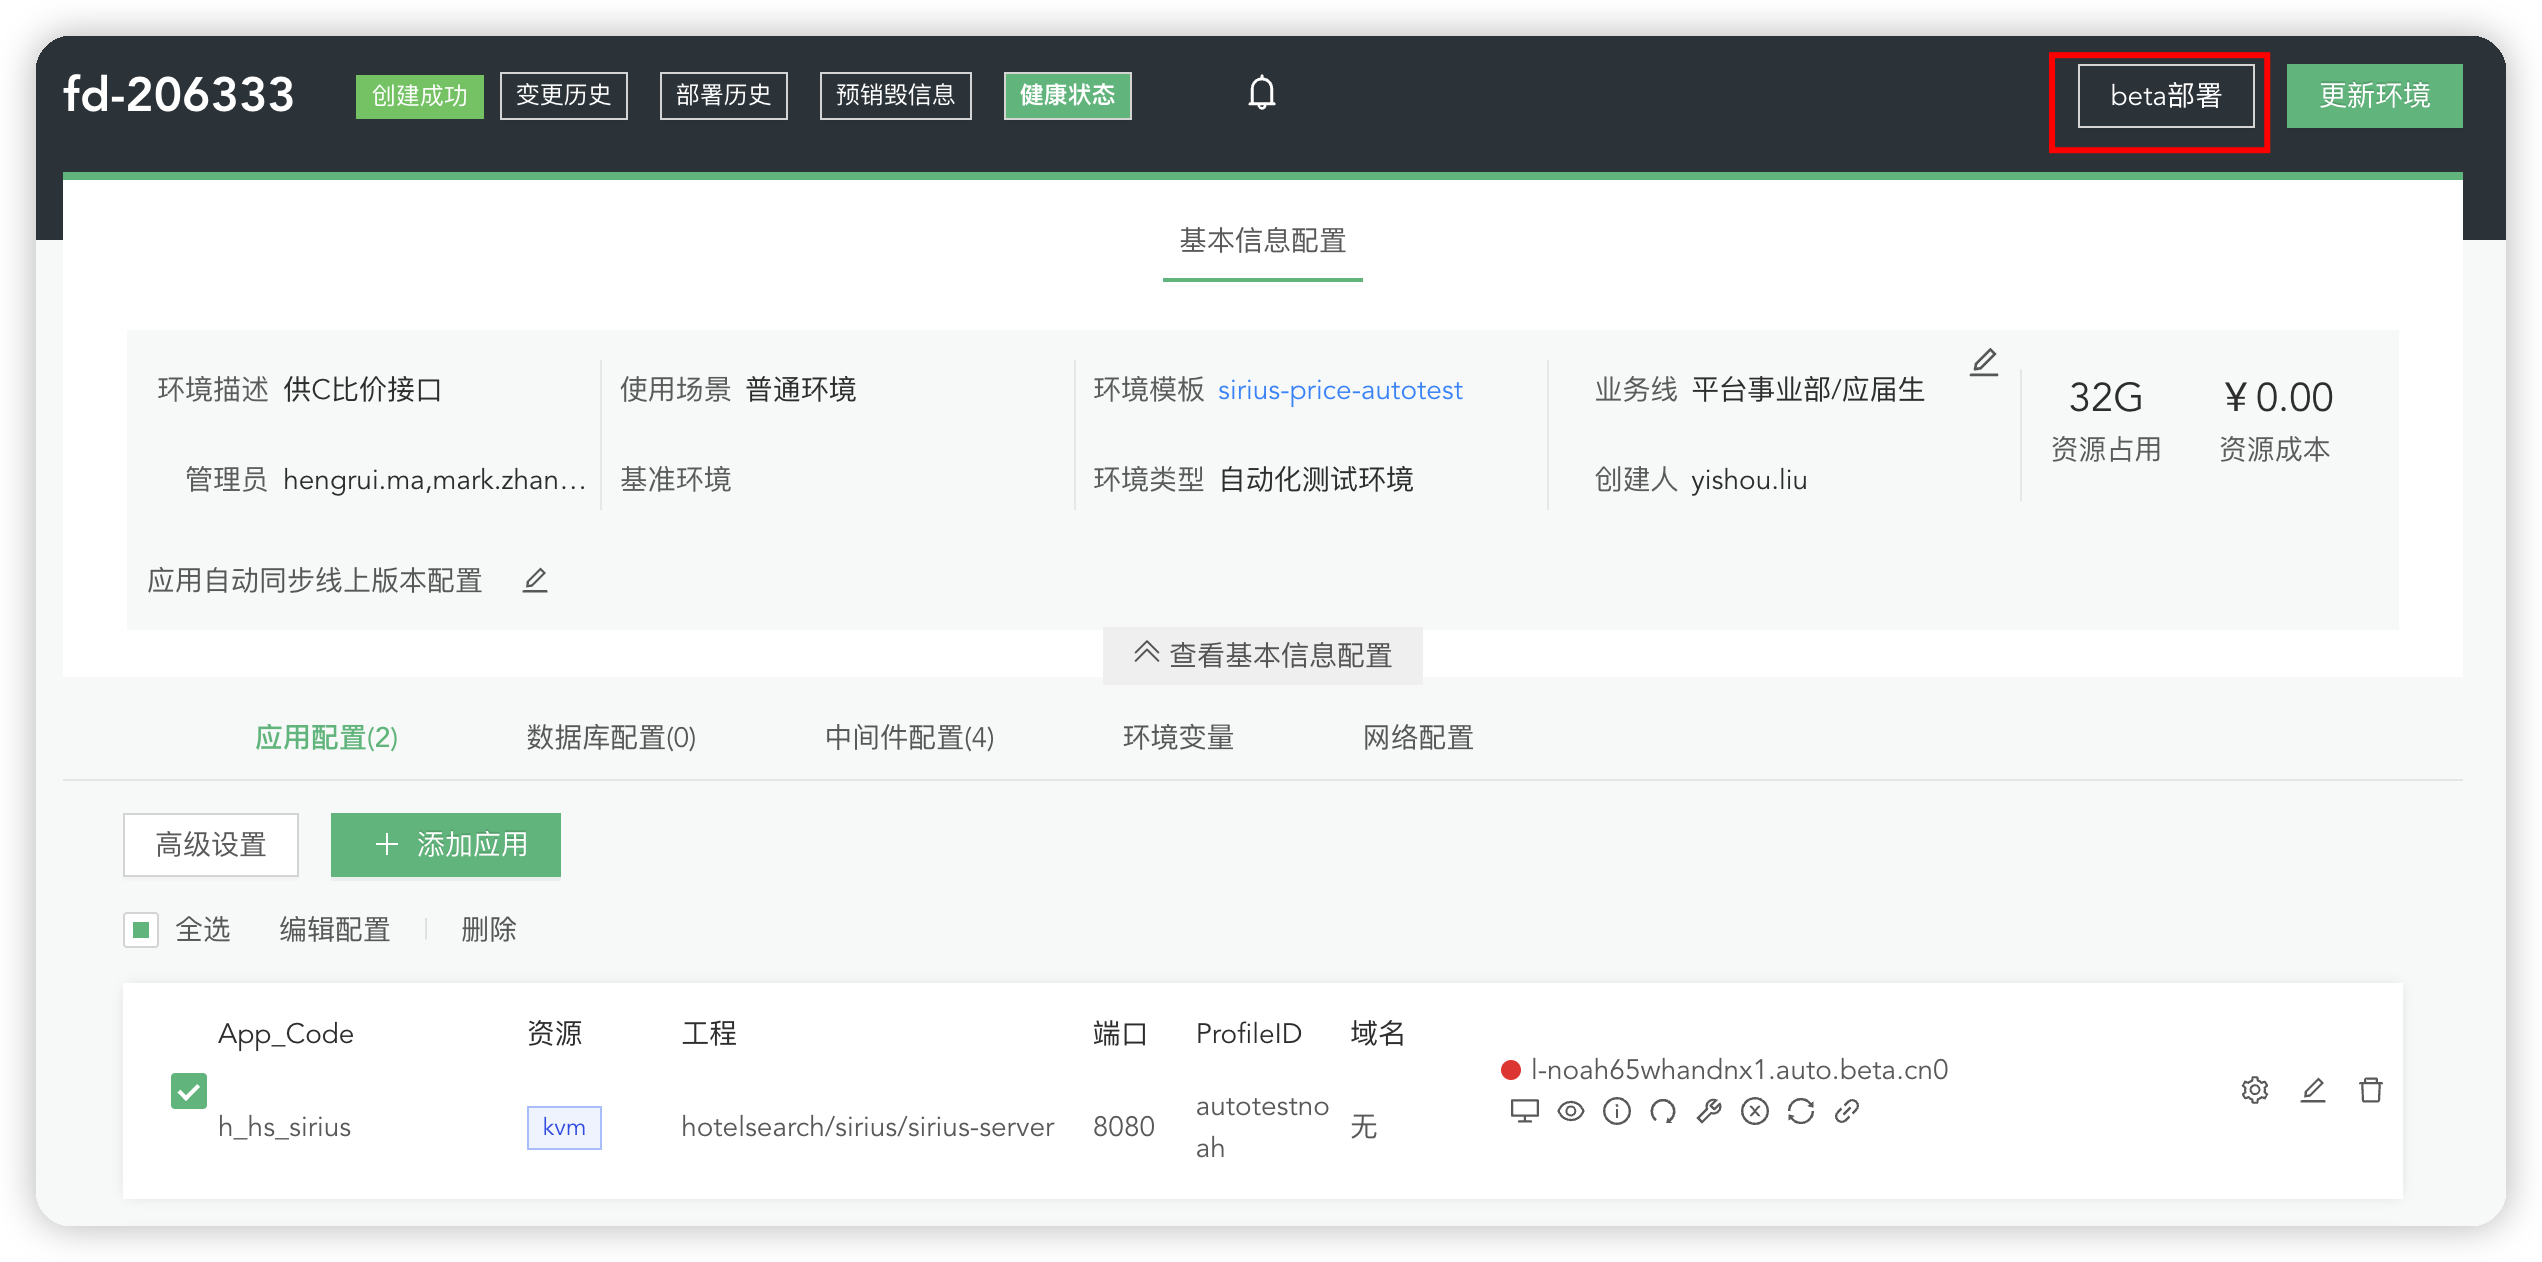 fd-206333 创建成功 变更历史 部署历史 预销毁信息 健康状态 beta部署 更新环境
基本信息配置
环境描述 供C比价接口 使用场景 普通环境 环境模板 sirius-price-autotest 业务线 平台事业部/应届生 32G ¥0.00
资源占用 资源成本
管理员 hengrui.ma,mark.zhan... 基准环境 环境类型 自动化测试环境 创建人 yishou.liu
应用自动同步线上版本配置
查看基本信息配置
应用配置(2) 数据库配置(0) 中间件配置(4) 环境变量 网络配置
高级设置 + 添加应用
全选 编辑配置 删除
App_Code 资源 工程 端口 ProfileID 域名
l-noah65whandnx1.auto.beta.cn0
h_hs_sirius kvm hotelsearch/sirius/sirius-server 8080 autotestno 无
ah